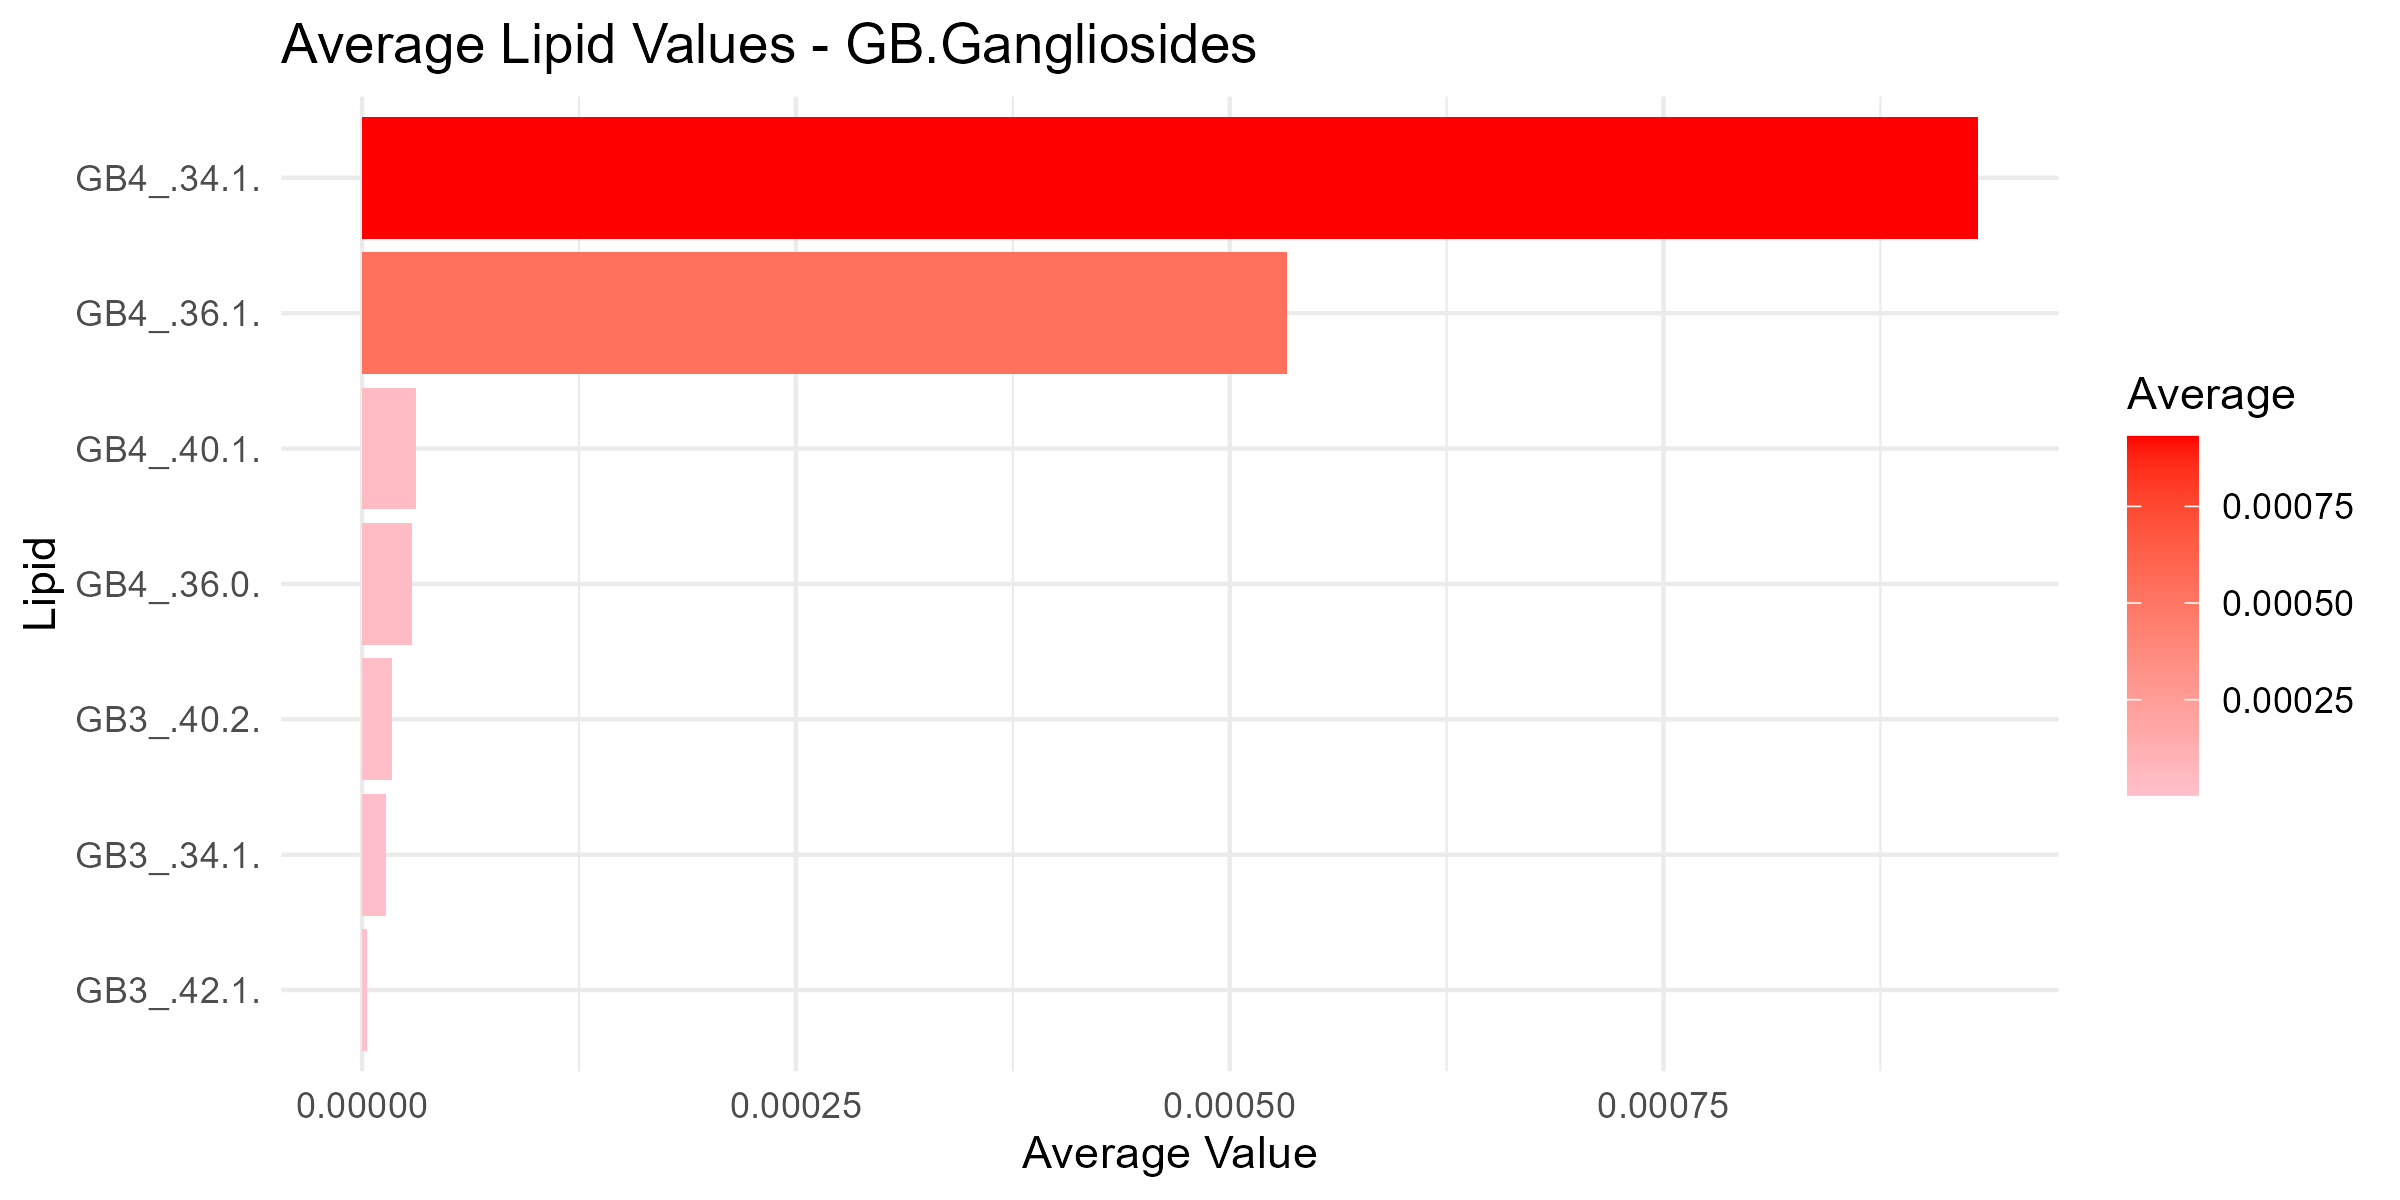 Average Lipid Values - GB.Gangliosides
GB4_.34.1.
GB4_.36.1.
GB4_.40.1.
GB4_.36.0.
GB3_.40.2.
GB3_.34.1.
GB3_.42.1.
Lipid
0.00000 0.00025 0.00050 0.00075
Average Value
Average
0.00075
0.00050
0.00025